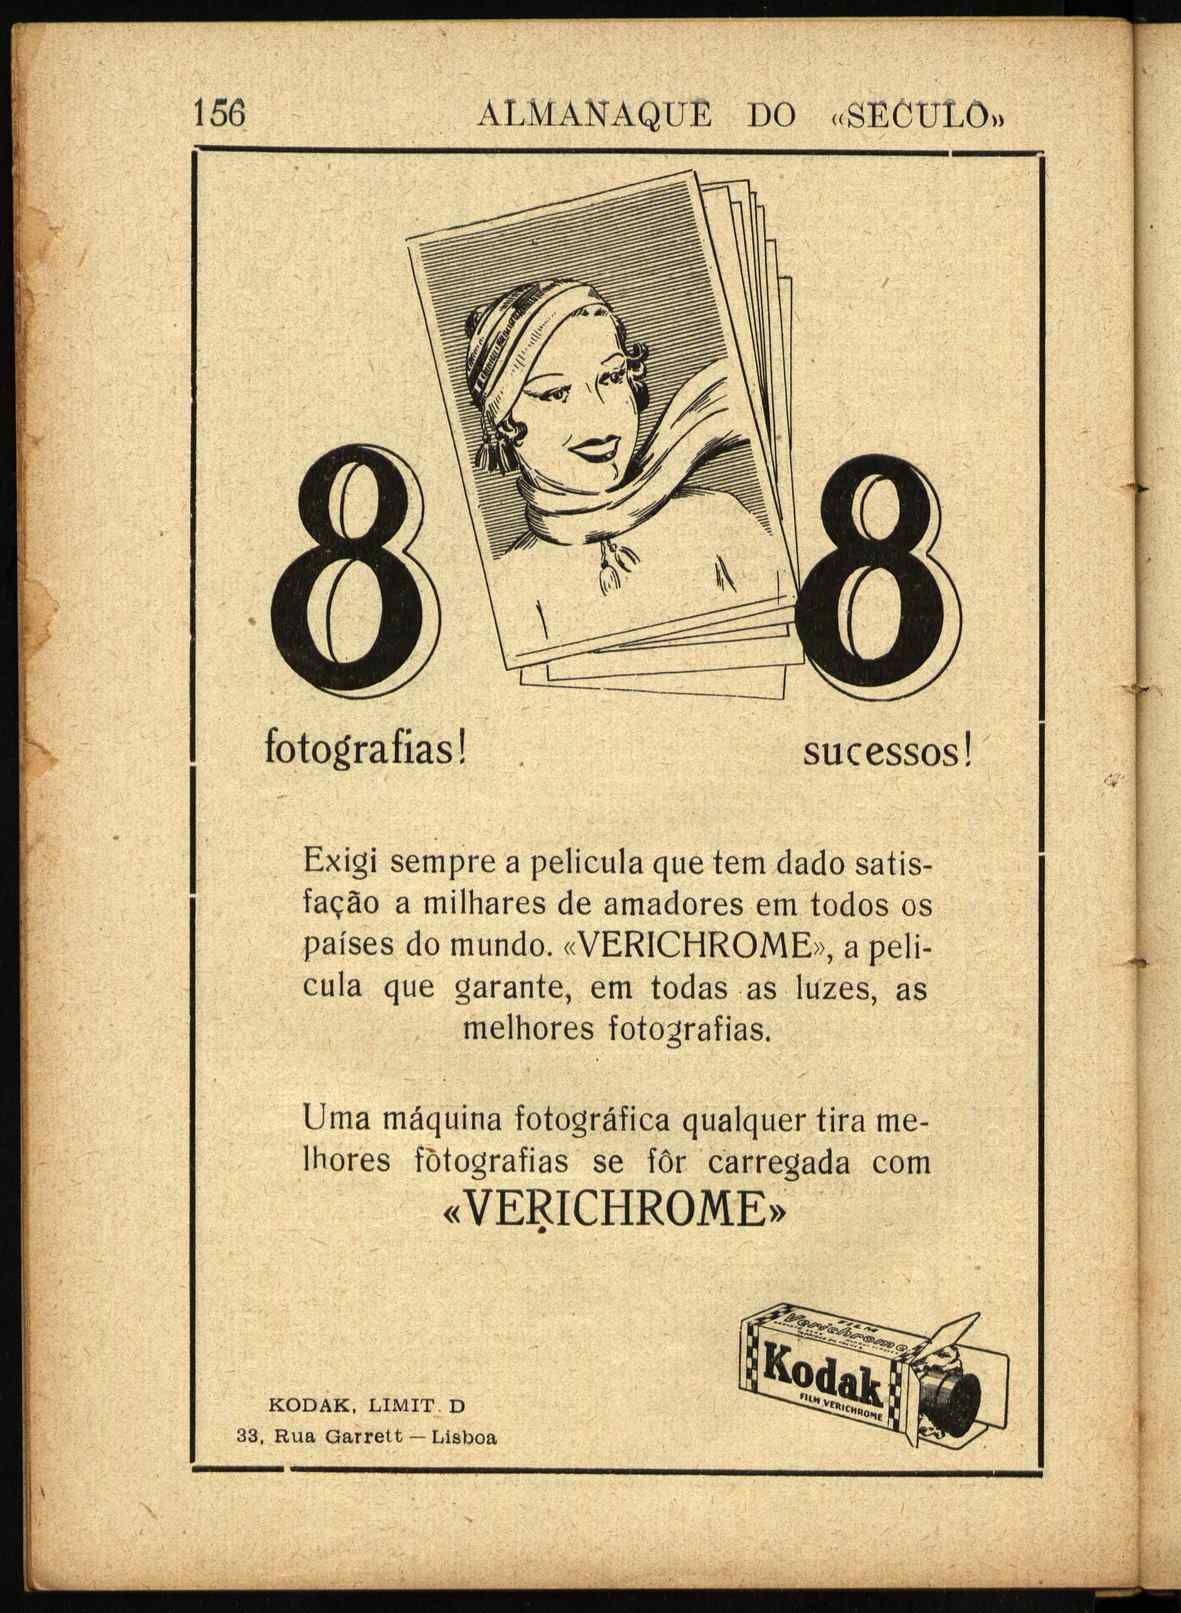 156 ALMANAQUE DO «SECULO»
8 8
fotografias! sucessos!
Exigi sempre a pelicula que tem dado satis-
fação a milhares de amadores em todos os
países do mundo. «VERICHROME», a peli-
cula que garante, em todas as luzes, as
melhores fotografias.
Uma máquina fotográfica qualquer tira me-
lhores fotografias se fôr carregada com
«VERICHROME»
FILM
Verichrome
Kodak
FILM VERICHROME
KODAK, LIMIT. D
33, Rua Garrett — Lisboa